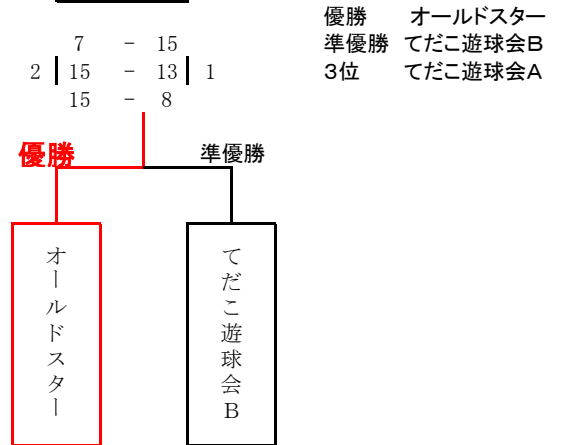 優勝 オールドスター
準優勝 てだこ遊球会B
3位 てだこ遊球会A
7 - 15
2 15 - 13 1
15 - 8
優勝
準優勝
オールドスター
てだこ遊球会B